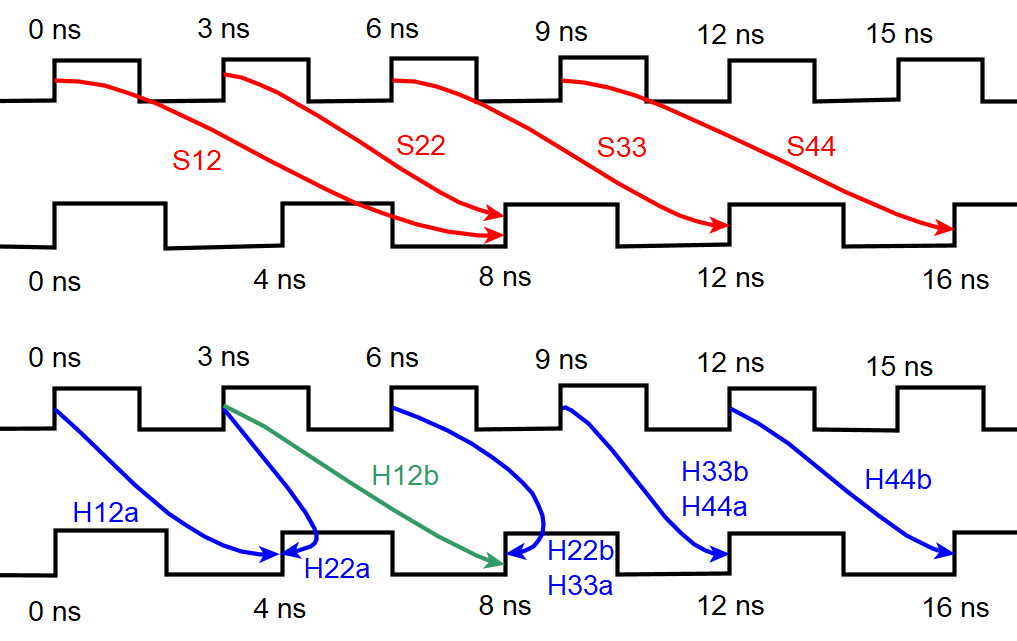 0 ns 3 ns 6 ns 9 ns 12 ns 15 ns
S12 S22 S33 S44
0 ns 4 ns 8 ns 12 ns 16 ns
0 ns 3 ns 6 ns 9 ns 12 ns 15 ns
H12a H22a H12b H22b
H33a
H33b
H44a
H44b
0 ns 4 ns 8 ns 12 ns 16 ns